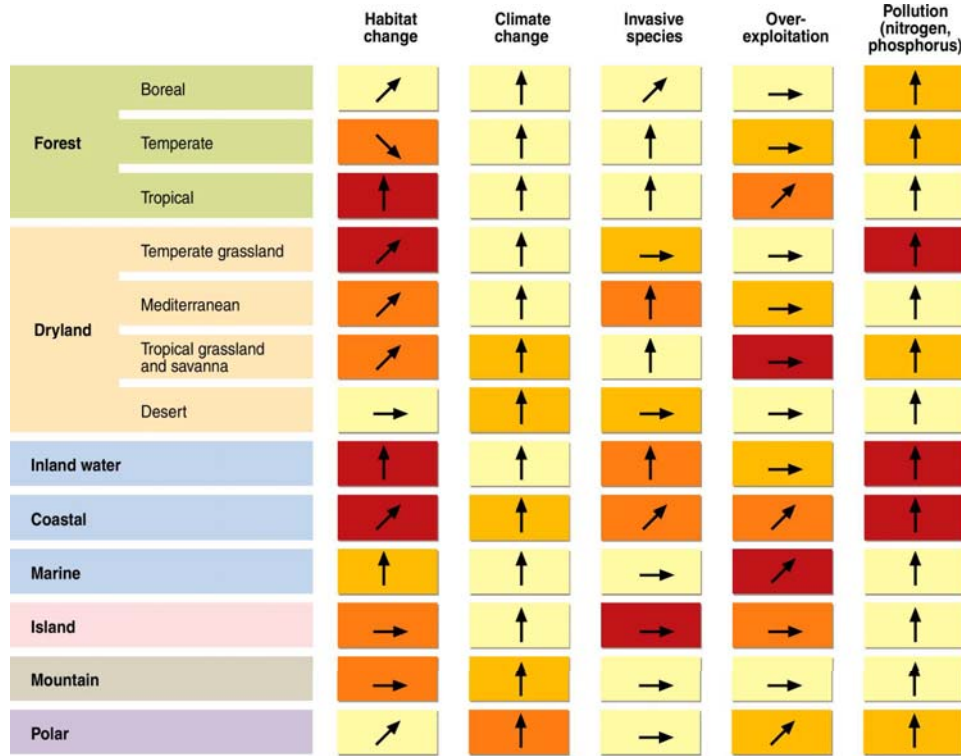 Habitat
change
Climate
change
Invasive
species
Over-
exploitation
Pollution
(nitrogen,
phosphorus)
Forest
Boreal
Temperate
Tropical
Dryland
Temperate grassland
Mediterranean
Tropical grassland
and savanna
Desert
Inland water
Coastal
Marine
Island
Mountain
Polar